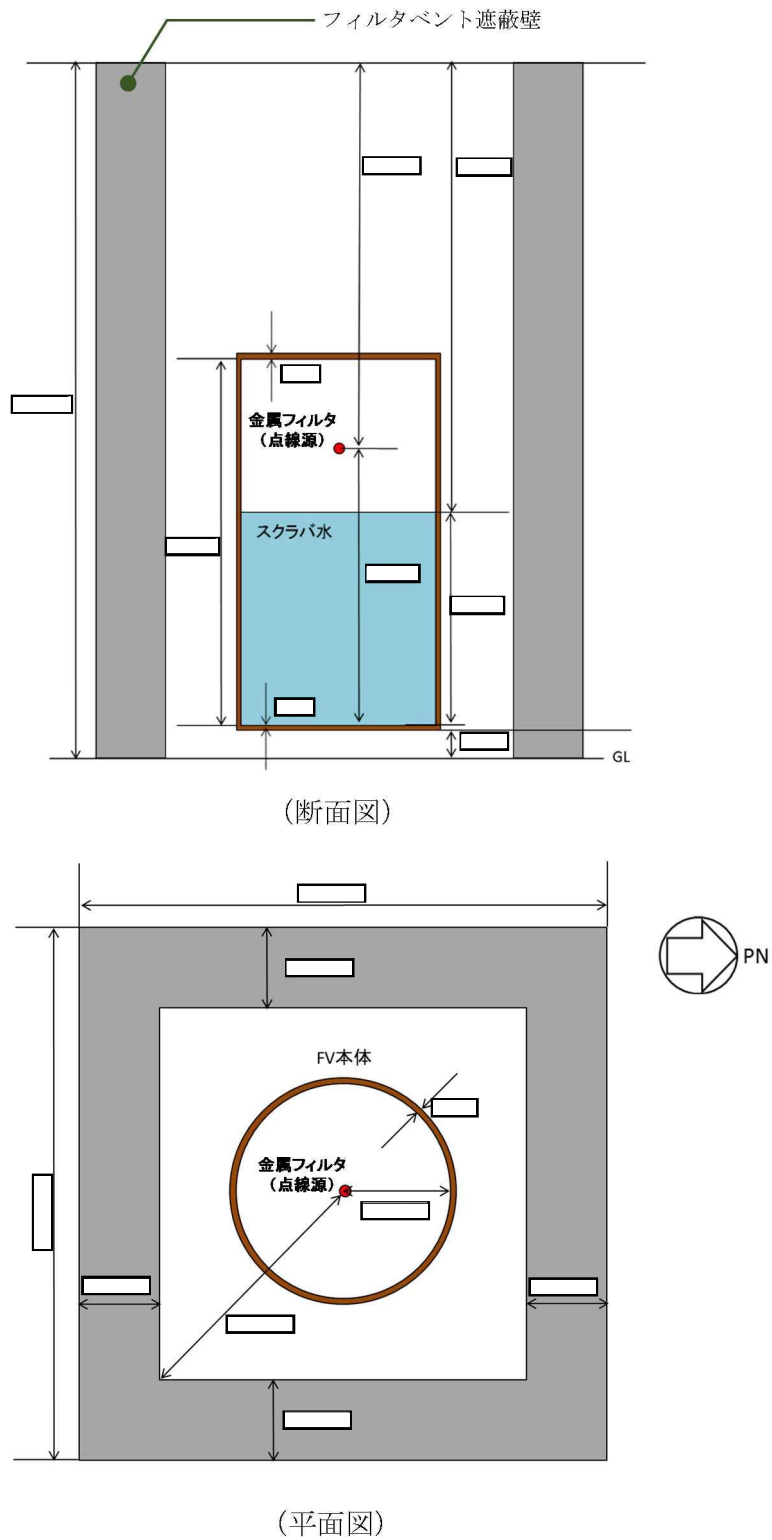 フィルタベント遮蔽壁
金属フィルタ
（点線源）
スクラバ水
GL
（断面図）
PN
FV本体
金属フィルタ
（点線源）
（平面図）